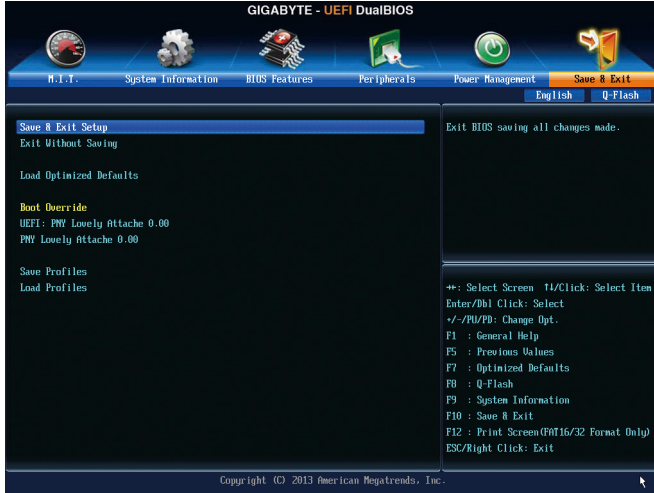 GIGABYTE - UEFI DualBIOS
M.I.T. System Information BIOS Features Peripherals Power Management Save & Exit
English Q-Flash
Save & Exit Setup
Exit Without Saving
Load Optimized Defaults
Boot Override
UEFI: PNY Lovely Attache 0.00
PNY Lovely Attache 0.00
Save Profiles
Load Profiles
Exit BIOS saving all changes made.
→←: Select Screen ↑↓/Click: Select Item
Enter/Dbl Click: Select
+/-/PU/PD: Change Opt.
F1 : General Help
F5 : Previous Values
F7 : Optimized Defaults
F8 : Q-Flash
F9 : System Information
F10 : Save & Exit
F12 : Print Screen(FAT16/32 Format Only)
ESC/Right Click: Exit
Copyright (C) 2013 American Megatrends, Inc.